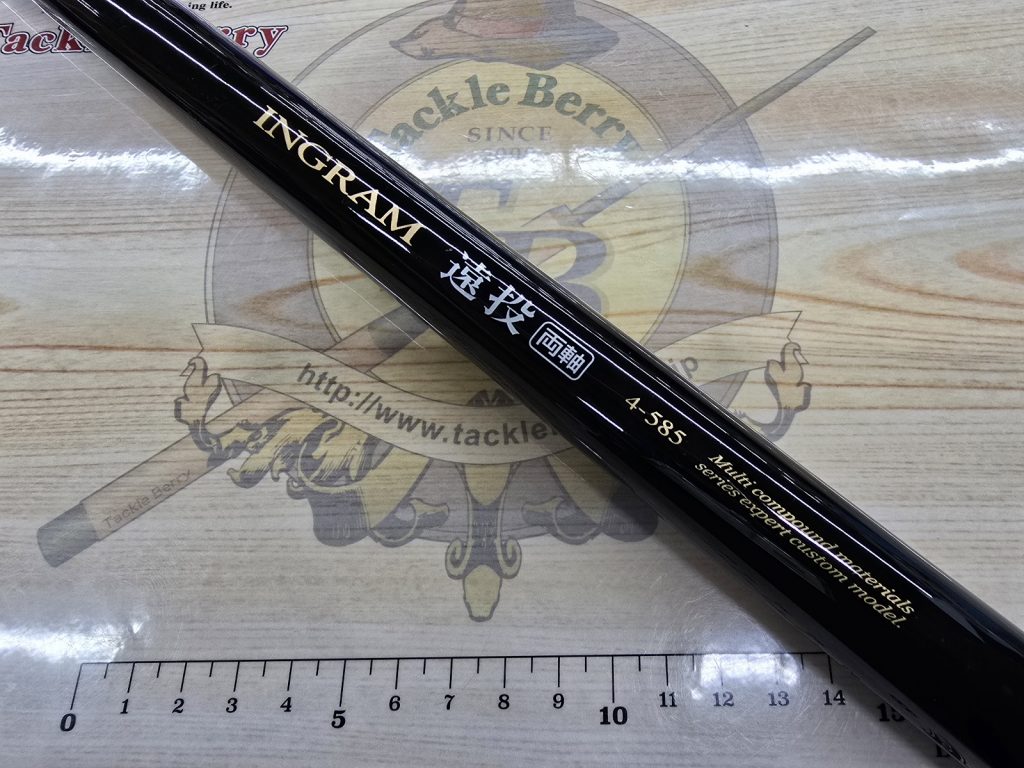 ing life.
Tackle Berry
Tackle Berry
SINCE
INGRAM
遠投 両軸
4-585
Multi compound materials
series expert custom model.
http://www.tackle
jp
Tackle Berry
0 1 2 3 4 5 6 7 8 9 10 11 12 13 14 15